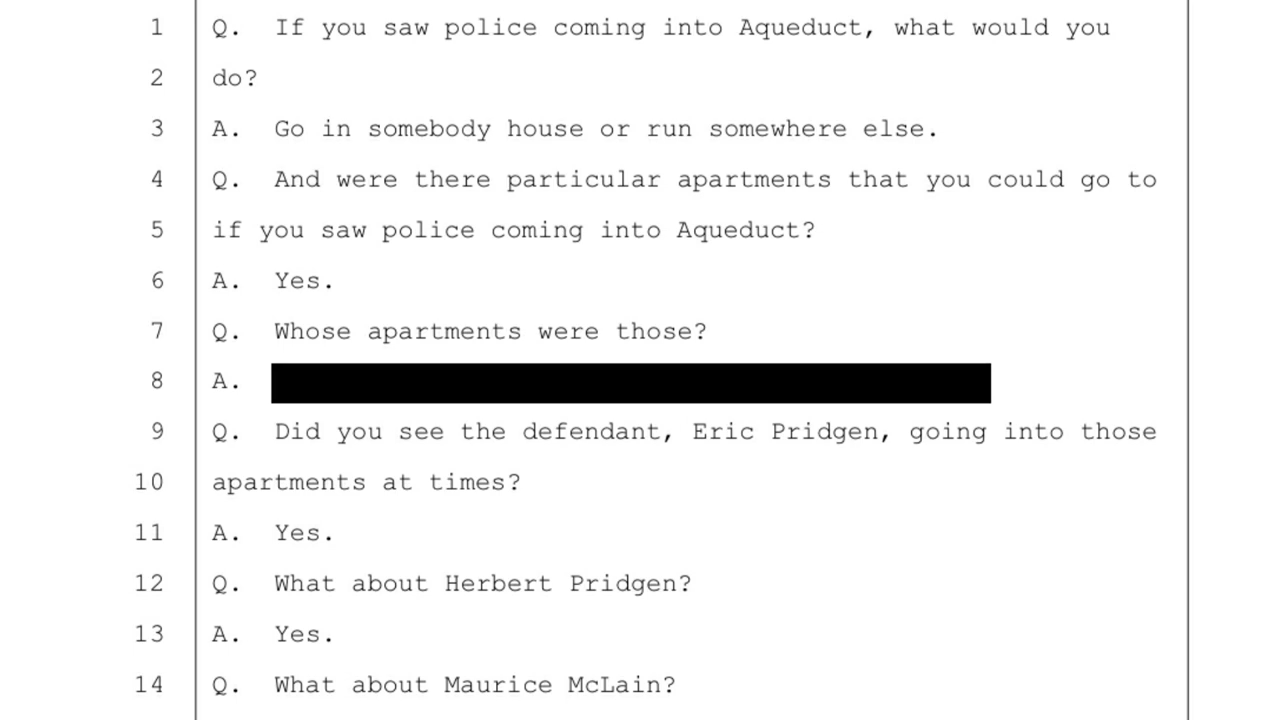 1 Q. If you saw police coming into Aqueduct, what would you
2 do?
3 A. Go in somebody house or run somewhere else.
4 Q. And were there particular apartments that you could go to
5 if you saw police coming into Aqueduct?
6 A. Yes.
7 Q. Whose apartments were those?
8 A.
9 Q. Did you see the defendant, Eric Pridgen, going into those
10 apartments at times?
11 A. Yes.
12 Q. What about Herbert Pridgen?
13 A. Yes.
14 Q. What about Maurice McLain?